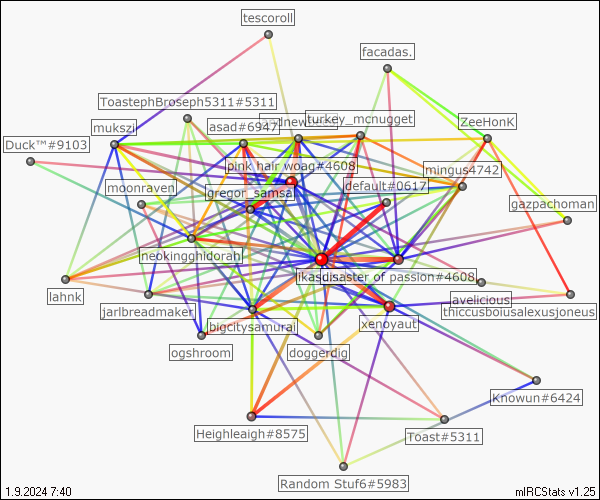 tescoroll
facadas.
ToastephBroseph5311#5311
turkey_mcnugget
mukszi
asad#6947
ZeeHonK
Duck™#9103
pink hair woag#4608
mingus4742
moonraven
gregor_samsa
default#0617
gazpachoman
neokingghidorah
disaster of passion#4608
lahnk
jarlbreadmaker
avelicious
thiccusboiusalexusjoneus
bigcitysamurai
xenoyaut
ogshroom
doggerdig
Knowun#6424
Heighleaigh#8575
Toast#5311
Random Stuf6#5983
1.9.2024 7:40
mIRCStats v1.25